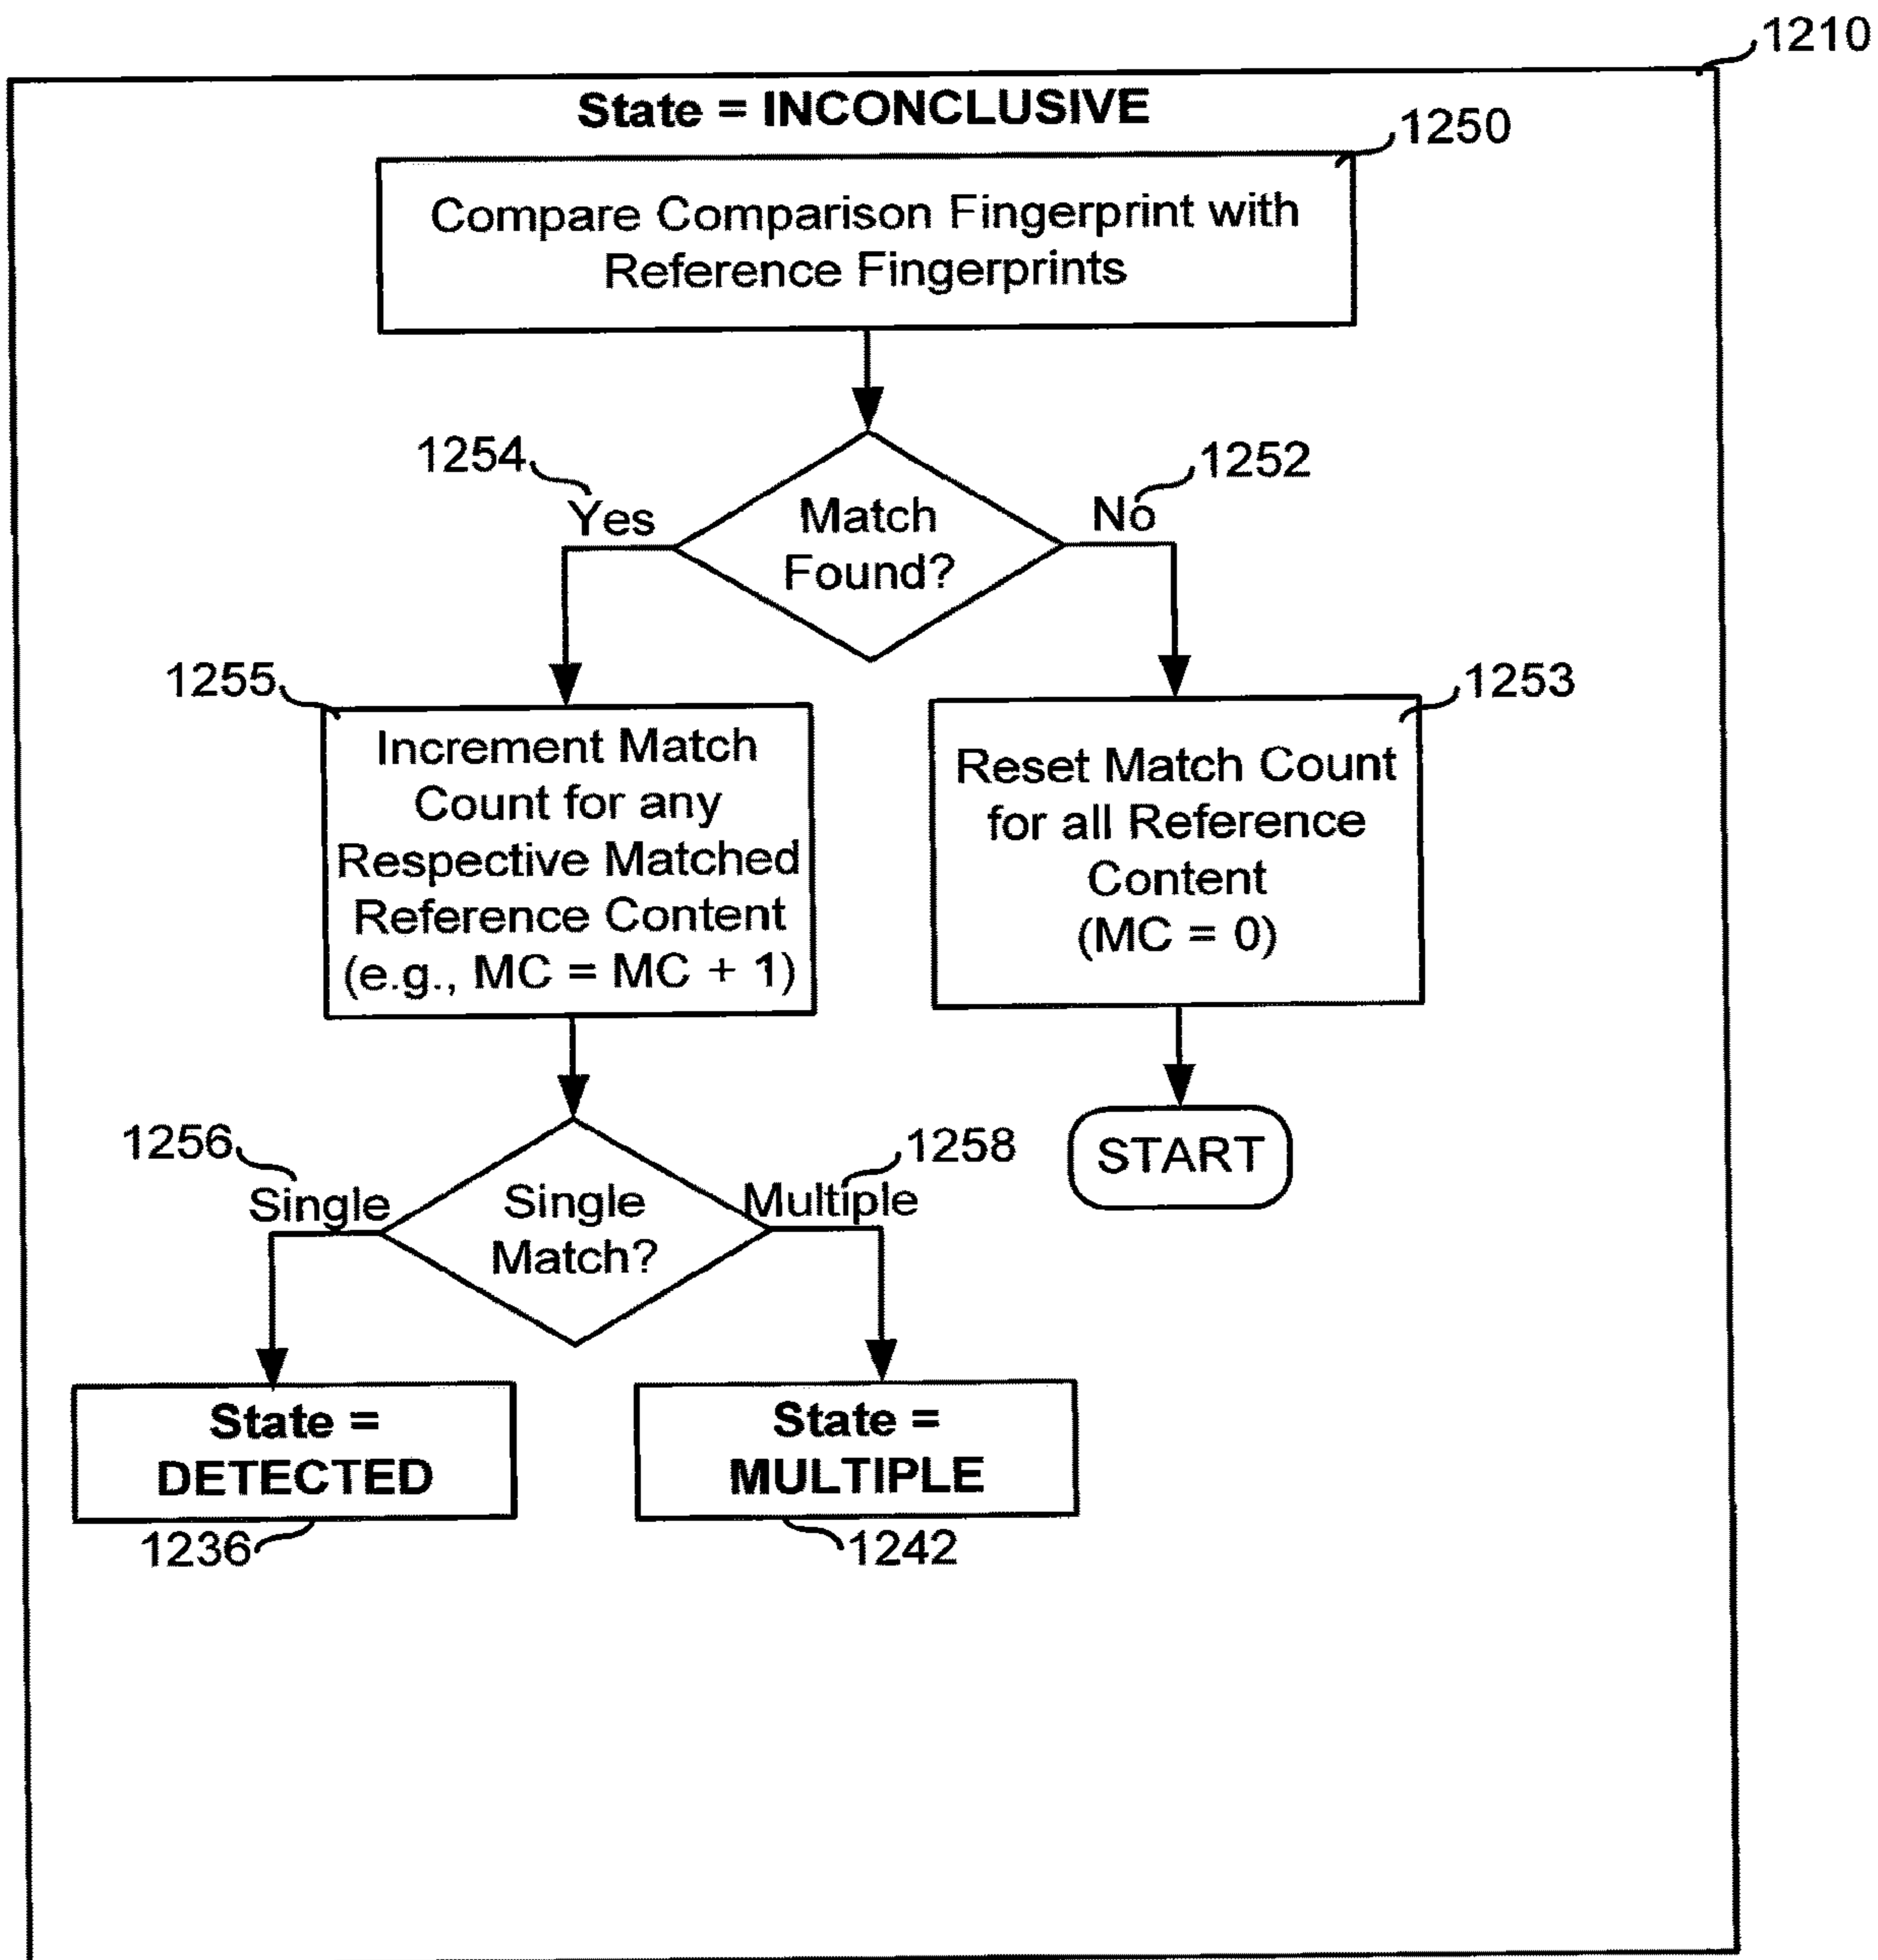 1210
State = INCONCLUSIVE
1250
Compare Comparison Fingerprint with
Reference Fingerprints
1254
Yes
1252
No
Match
Found?
1255
Increment Match
Count for any
Respective Matched
Reference Content
(e.g., MC = MC + 1)
1253
Reset Match Count
for all Reference
Content
(MC = 0)
START
1256
Single
1258
Multiple
Single
Match?
State =
DETECTED
1236
State =
MULTIPLE
1242